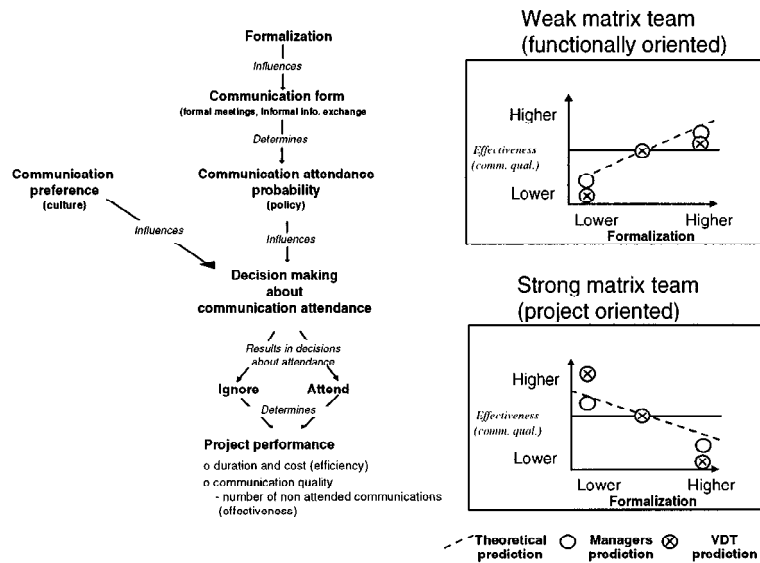 Formalization
Influences
Communication form
(formal meetings, Informal info. exchange
Determines
Communication attendance
probability
(policy)
Communication
preference
(culture)
Influences
Influences
Decision making
about
communication attendance
Results in decisions
about attendance
Ignore
Attend
Determines
Project performance
o duration and cost (efficiency)
o communication quality
- number of non attended communications
(effectiveness)
Weak matrix team
(functionally oriented)
Higher
Effectiveness
(comm. qual.)
Lower
Lower Higher
Formalization
Strong matrix team
(project oriented)
Higher
Effectiveness
(comm. qual.)
Lower
Lower Higher
Formalization
Theoretical prediction
Managers prediction
VDT prediction